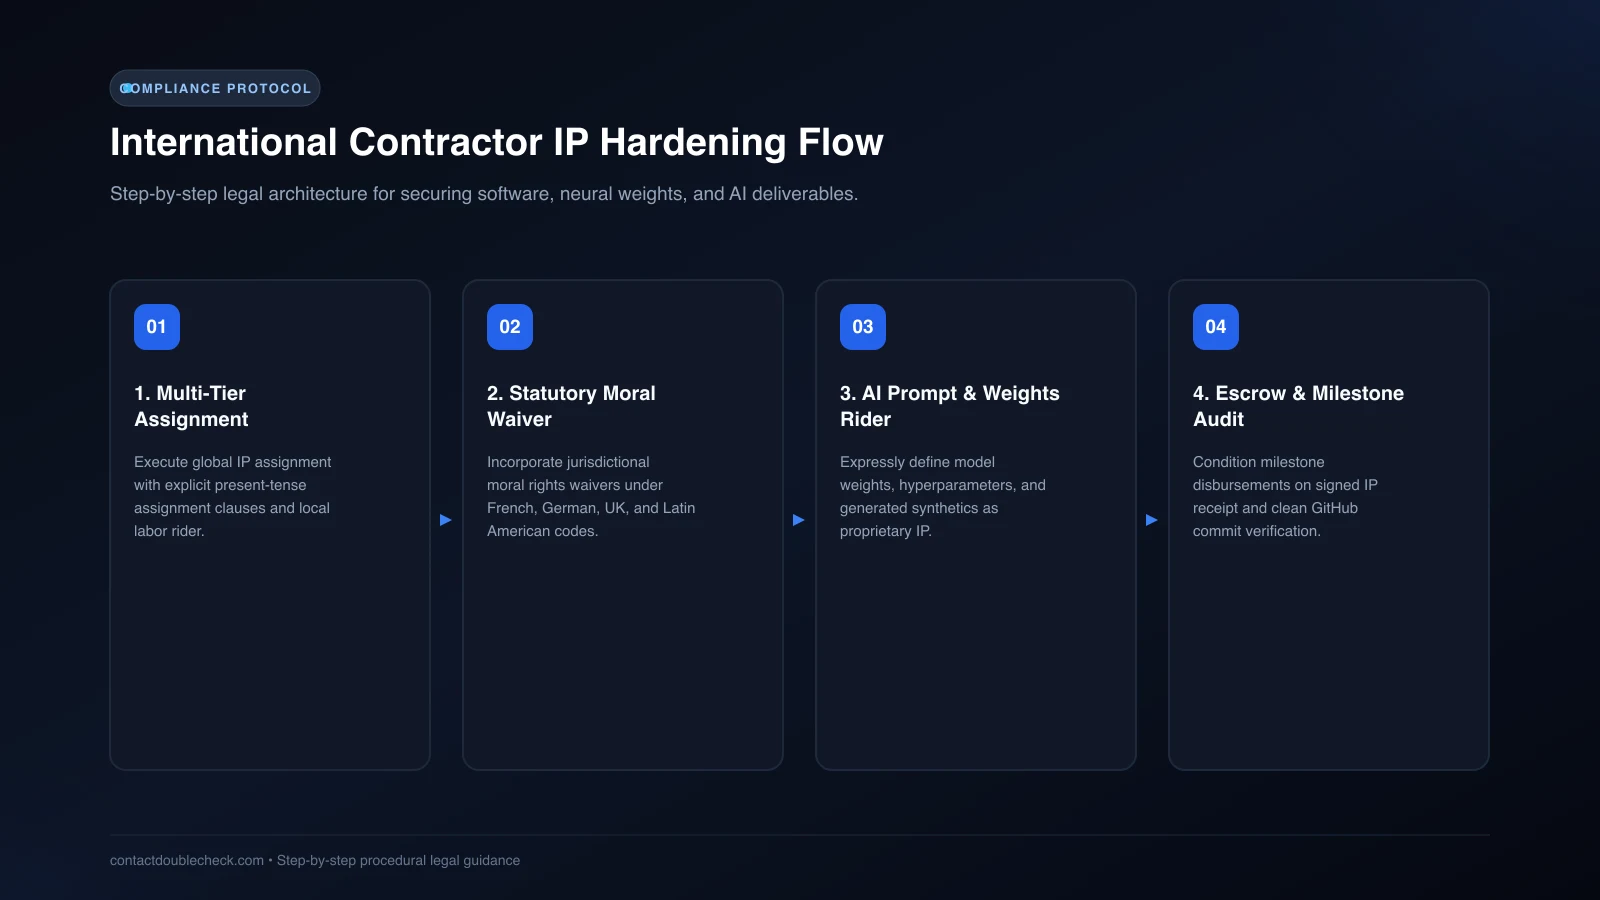 COMPLIANCE PROTOCOL
International Contractor IP Hardening Flow
Step-by-step legal architecture for securing software, neural weights, and AI deliverables.
01
1. Multi-Tier
Assignment
Execute global IP assignment
with explicit present-tense
assignment clauses and local
labor rider.
02
2. Statutory Moral
Waiver
Incorporate jurisdictional
moral rights waivers under
French, German, UK, and Latin
American codes.
03
3. AI Prompt & Weights
Rider
Expressly define model
weights, hyperparameters, and
generated synthetics as
proprietary IP.
04
4. Escrow & Milestone
Audit
Condition milestone
disbursements on signed IP
receipt and clean GitHub
commit verification.
contactdoublecheck.com • Step-by-step procedural legal guidance